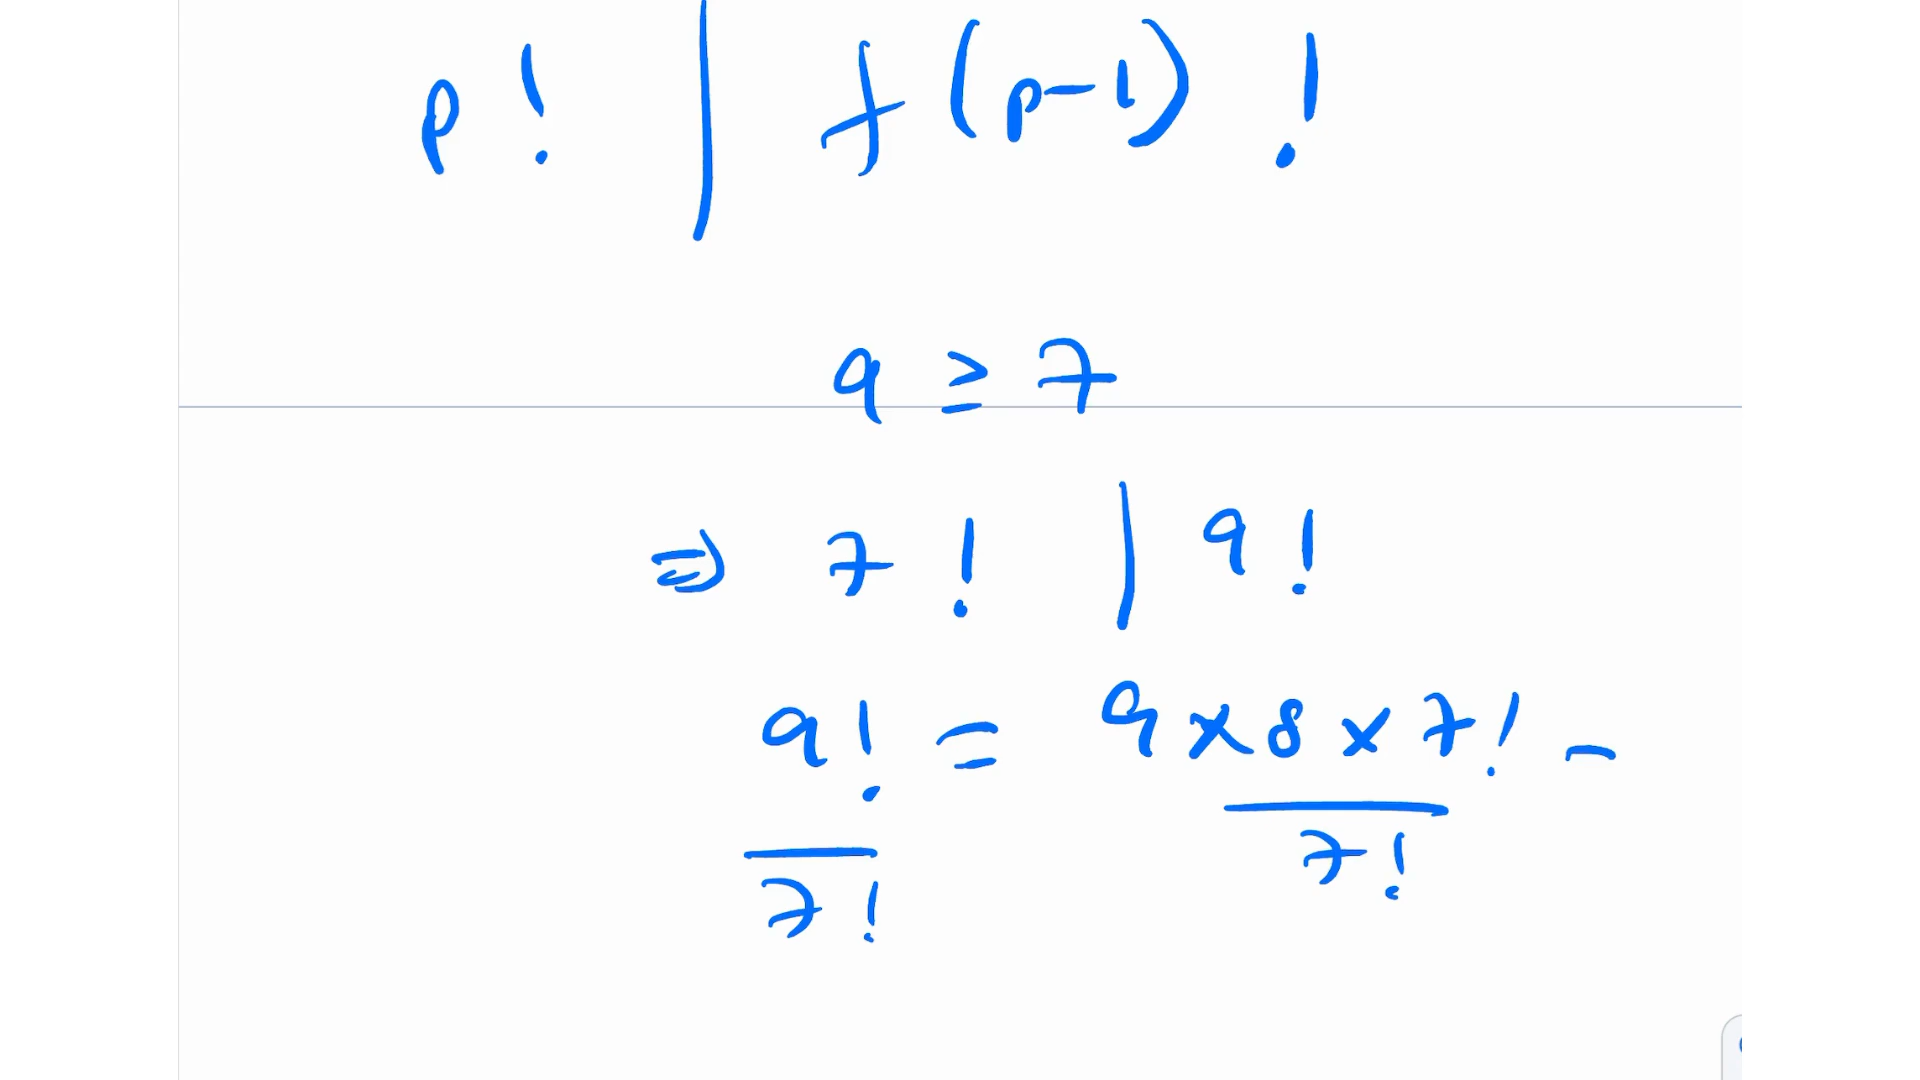 p! | f(p-1)!
9 ≥ 7
⇒ 7! | 9!
9!/7! = 9×8×7!/7! -